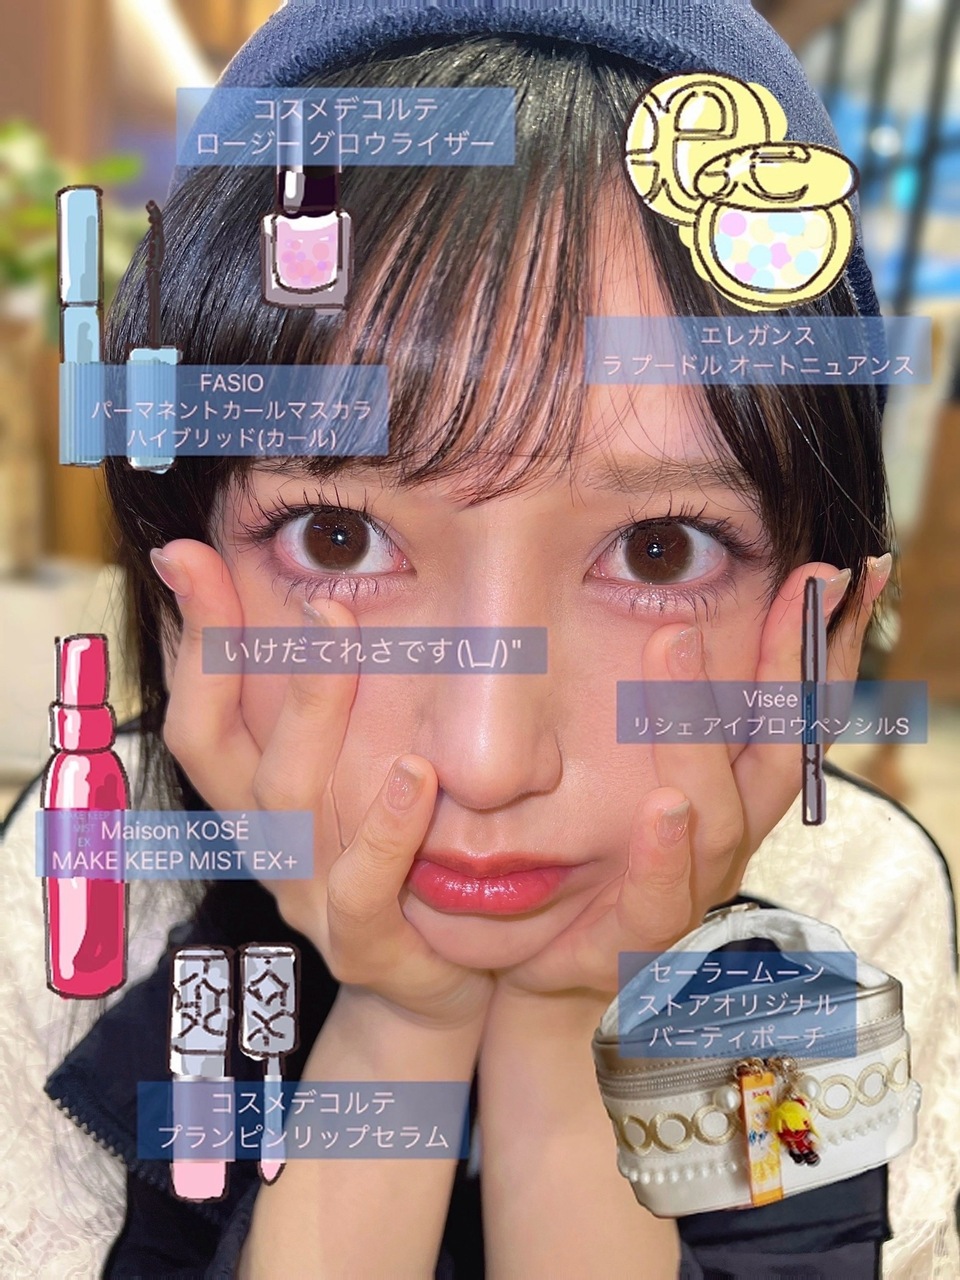 コスメデコルテ
ロージー グロウライザー
エレガンス
ラ プードル オートニュアンス
FASIO
パーマネントカールマスカラ
ハイブリッド(カール)
いけだてれさです(\_/)"
Visée
リシェ アイブロウペンシルS
MAKE KEEP
MIST
EX
Maison KOSÉ
MAKE KEEP MIST EX+
セーラームーン
ストアオリジナル
バニティポーチ
コスメデコルテ
プランピンリップセラム